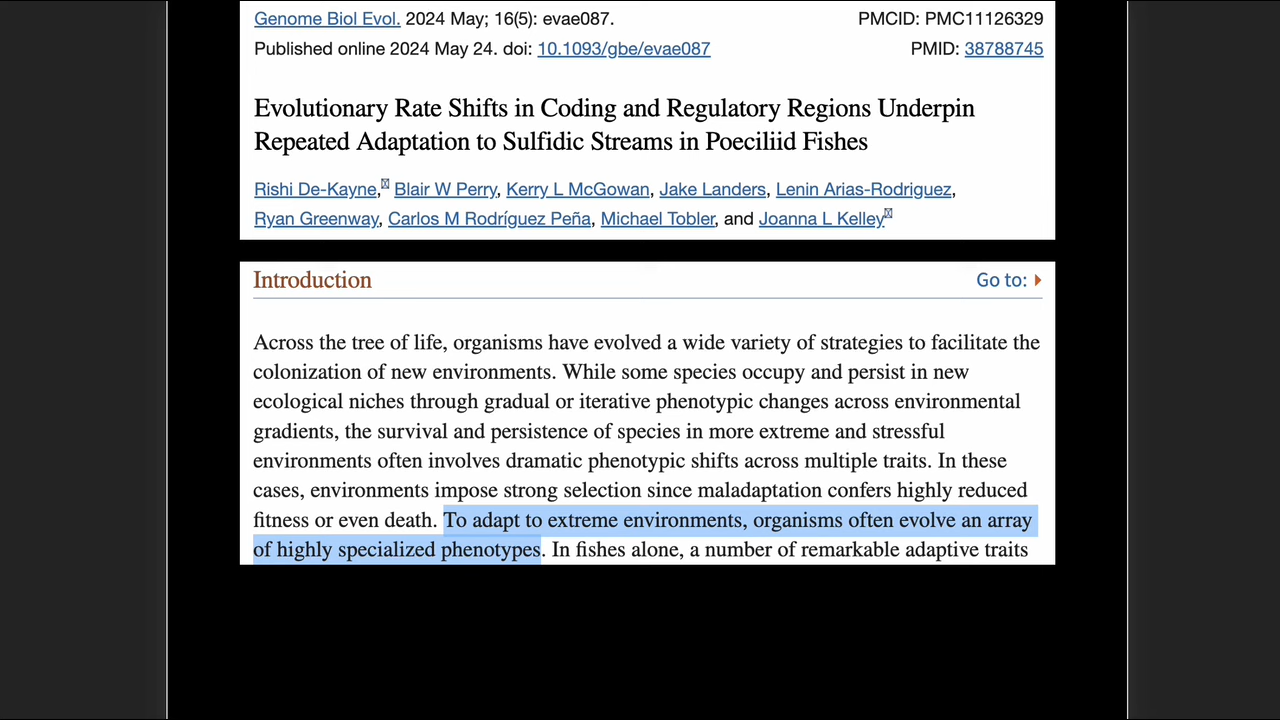 Genome Biol Evol. 2024 May; 16(5): evae087.
PMCID: PMC11126329
Published online 2024 May 24. doi: 10.1093/gbe/evae087
PMID: 38788745
Evolutionary Rate Shifts in Coding and Regulatory Regions Underpin
Repeated Adaptation to Sulfidic Streams in Poeciliid Fishes
Rishi De-Kayne, Blair W Perry, Kerry L McGowan, Jake Landers, Lenin Arias-Rodriguez,
Ryan Greenway, Carlos M Rodríguez Peña, Michael Tobler, and Joanna L Kelley
Introduction
Go to:
Across the tree of life, organisms have evolved a wide variety of strategies to facilitate the
colonization of new environments. While some species occupy and persist in new
ecological niches through gradual or iterative phenotypic changes across environmental
gradients, the survival and persistence of species in more extreme and stressful
environments often involves dramatic phenotypic shifts across multiple traits. In these
cases, environments impose strong selection since maladaptation confers highly reduced
fitness or even death. To adapt to extreme environments, organisms often evolve an array
of highly specialized phenotypes. In fishes alone, a number of remarkable adaptive traits